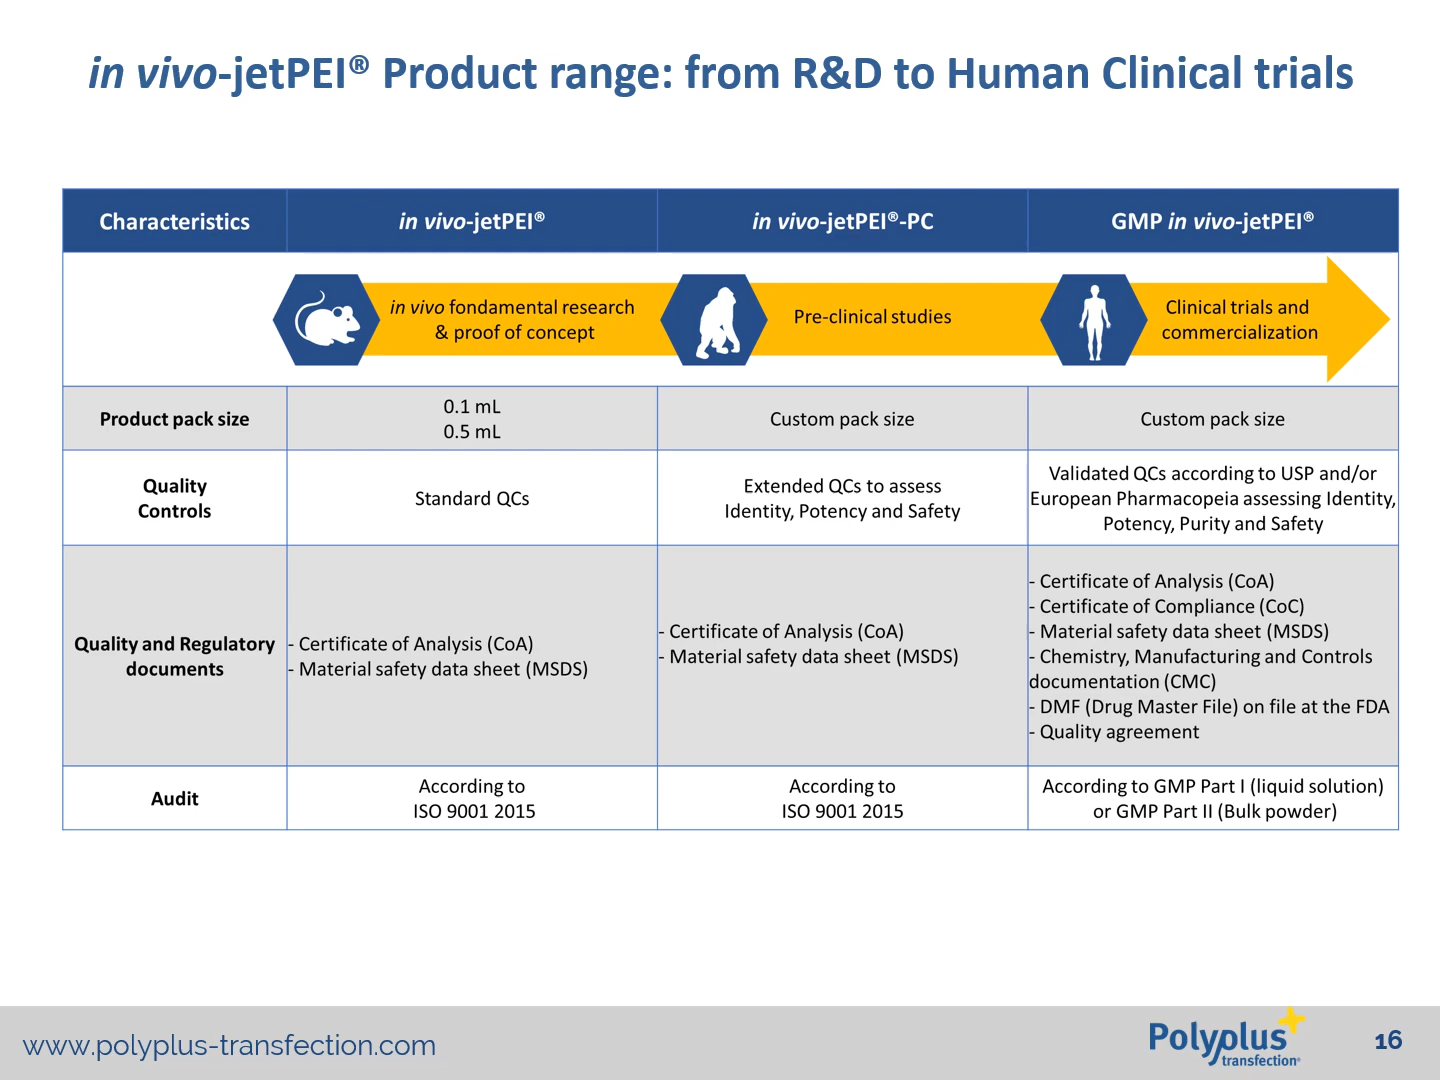 in vivo-jetPEI® Product range: from R&D to Human Clinical trials
Characteristics
in vivo-jetPEI®
in vivo-jetPEI®-PC
GMP in vivo-jetPEI®
in vivo fondamental research
& proof of concept
Pre-clinical studies
Clinical trials and
commercialization
Product pack size
0.1 mL
0.5 mL
Custom pack size
Custom pack size
Quality
Controls
Standard QCs
Extended QCs to assess
Identity, Potency and Safety
Validated QCs according to USP and/or
European Pharmacopeia assessing Identity,
Potency, Purity and Safety
Quality and Regulatory
documents
- Certificate of Analysis (CoA)
- Material safety data sheet (MSDS)
- Certificate of Analysis (CoA)
- Material safety data sheet (MSDS)
- Certificate of Analysis (CoA)
- Certificate of Compliance (CoC)
- Material safety data sheet (MSDS)
- Chemistry, Manufacturing and Controls
documentation (CMC)
- DMF (Drug Master File) on file at the FDA
- Quality agreement
Audit
According to
ISO 9001 2015
According to
ISO 9001 2015
According to GMP Part I (liquid solution)
or GMP Part II (Bulk powder)
www.polyplus-transfection.com
Polyplus
transfection®
16